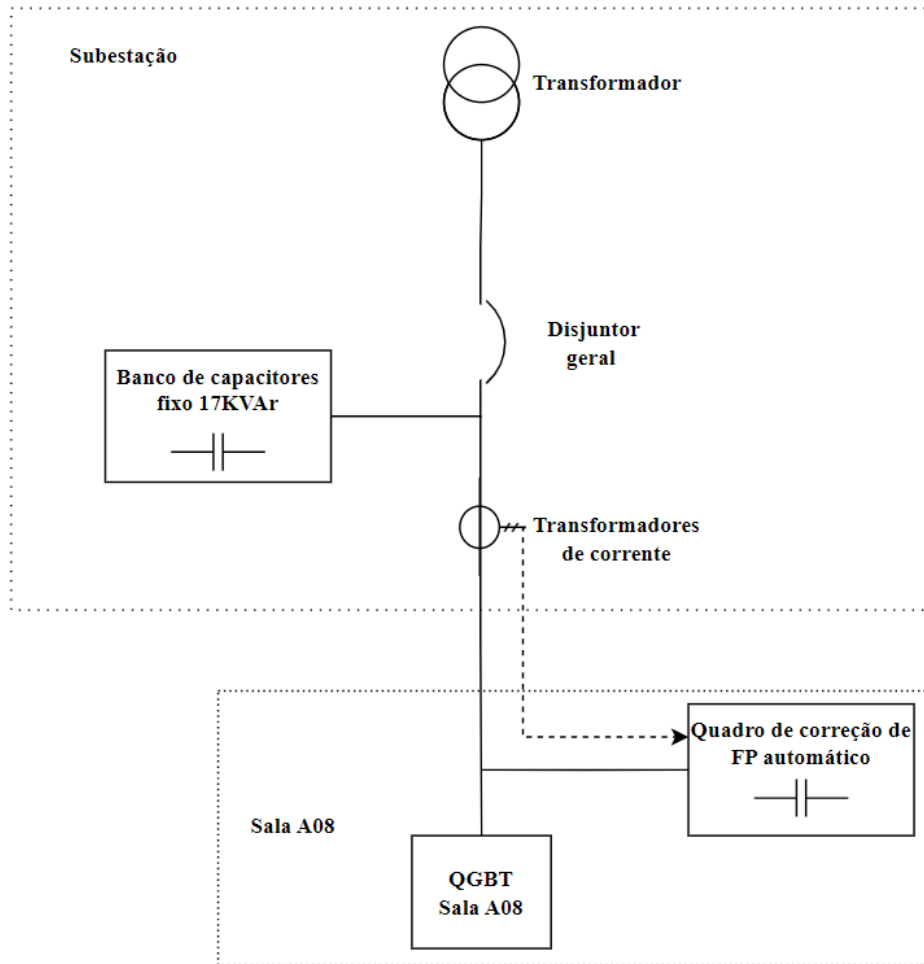 Subestação
Transformador
Disjuntor
geral
Banco de capacitores
fixo 17KVAr
Transformadores
de corrente
Quadro de correção de
FP automático
Sala A08
QGBT
Sala A08